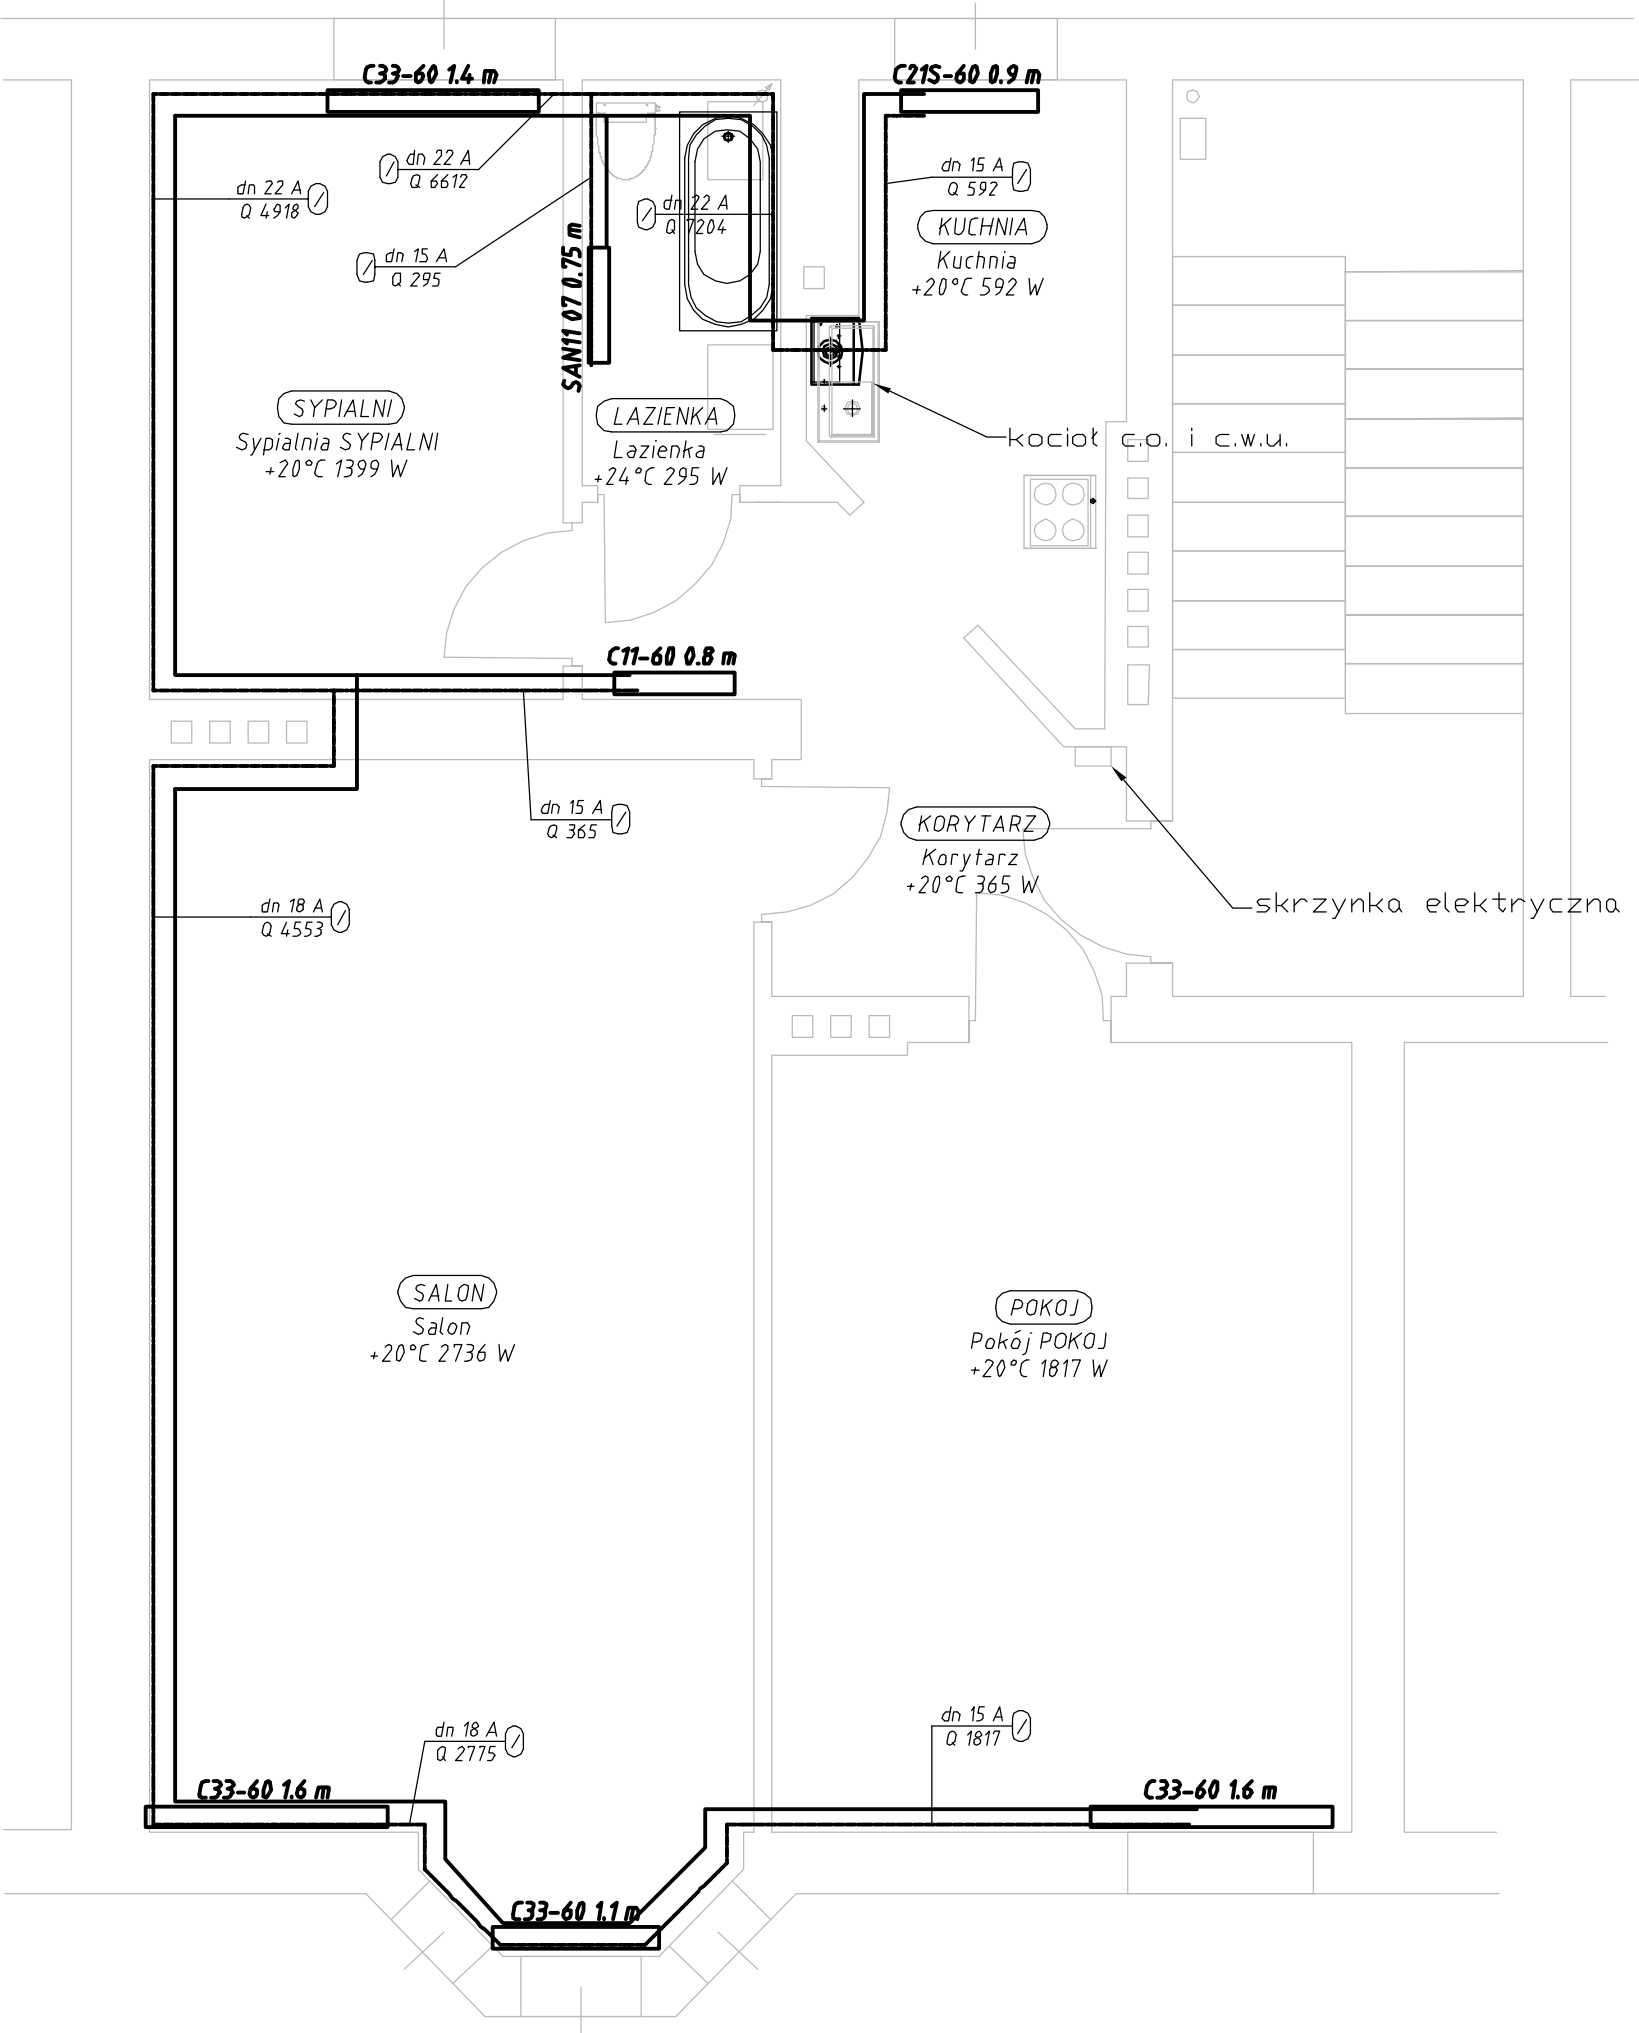 C33-60 1.4 m
C21S-60 0.9 m
dn 22 A
Q 6612
dn 22 A
Q 4918
dn 15 A
Q 295
dn 22 A
Q 7204
dn 15 A
Q 592
SAN11 07 0.75 m
KUCHNIA
Kuchnia
+20°C 592 W
SYPIALNI
Sypialnia SYPIALNI
+20°C 1399 W
LAZIENKA
Lazienka
+24°C 295 W
kocioł c.o. i c.w.u.
C11-60 0.8 m
dn 15 A
Q 365
KORYTARZ
Korytarz
+20°C 365 W
dn 18 A
Q 4553
skrzynka elektryczna
SALON
Salon
+20°C 2736 W
POKOJ
Pokój POKOJ
+20°C 1817 W
dn 18 A
Q 2775
dn 15 A
Q 1817
C33-60 1.6 m
C33-60 1.6 m
C33-60 1.1 m